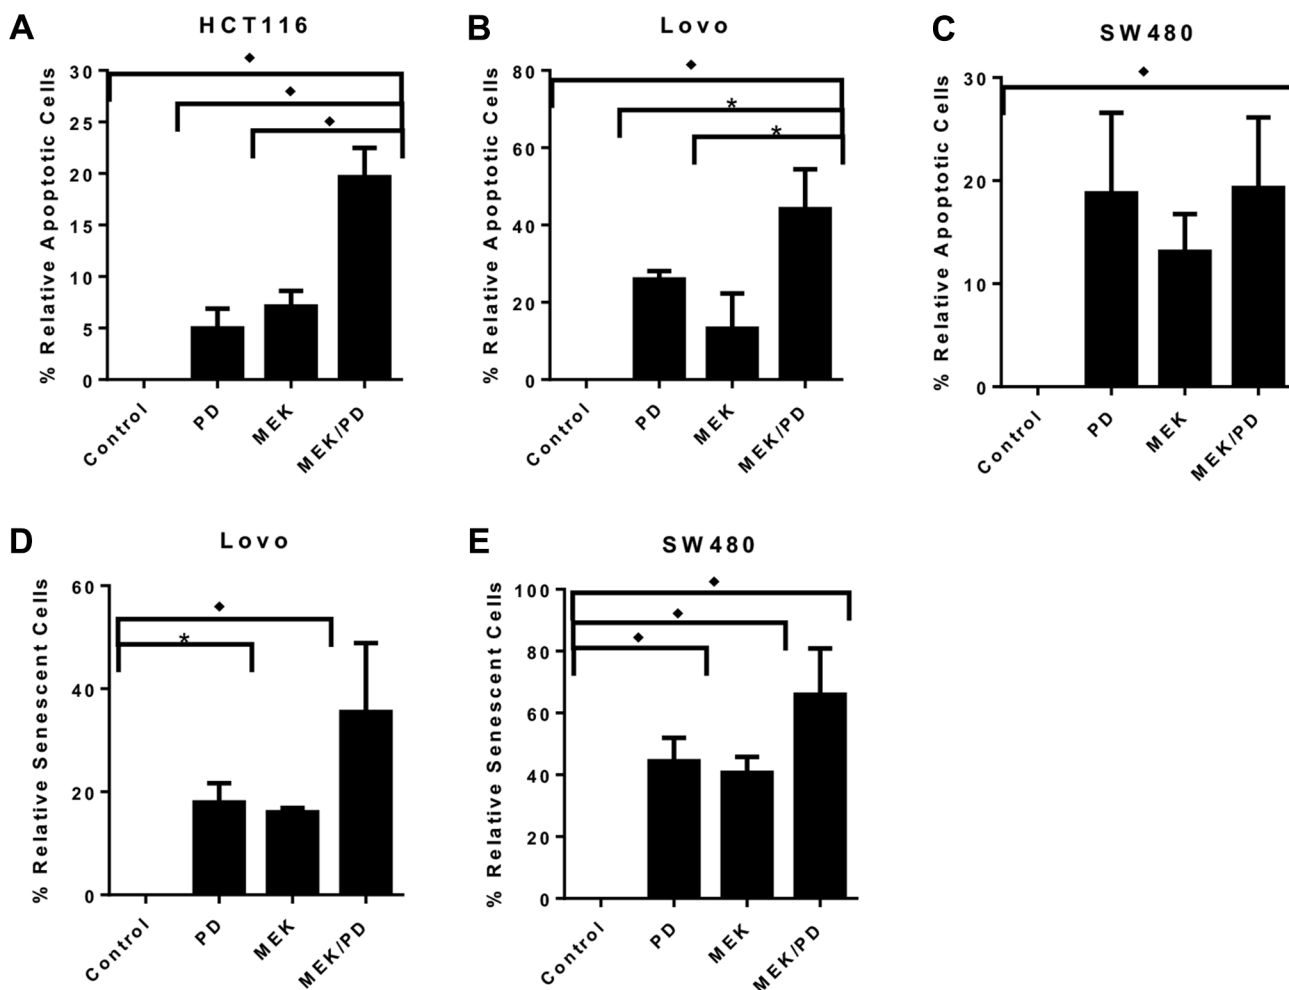 A
HCT116
% Relative Apoptotic Cells
30
25
20
15
10
5
0
◆
◆
◆
Control
PD
MEK
MEK/PD
B
Lovo
% Relative Apoptotic Cells
80
60
40
20
0
◆
*
*
Control
PD
MEK
MEK/PD
C
SW480
% Relative Apoptotic Cells
30
20
10
0
◆
Control
PD
MEK
MEK/PD
D
Lovo
% Relative Senescent Cells
60
40
20
0
◆
*
Control
PD
MEK
MEK/PD
E
SW480
% Relative Senescent Cells
100
80
60
40
20
0
◆
◆
◆
Control
PD
MEK
MEK/PD